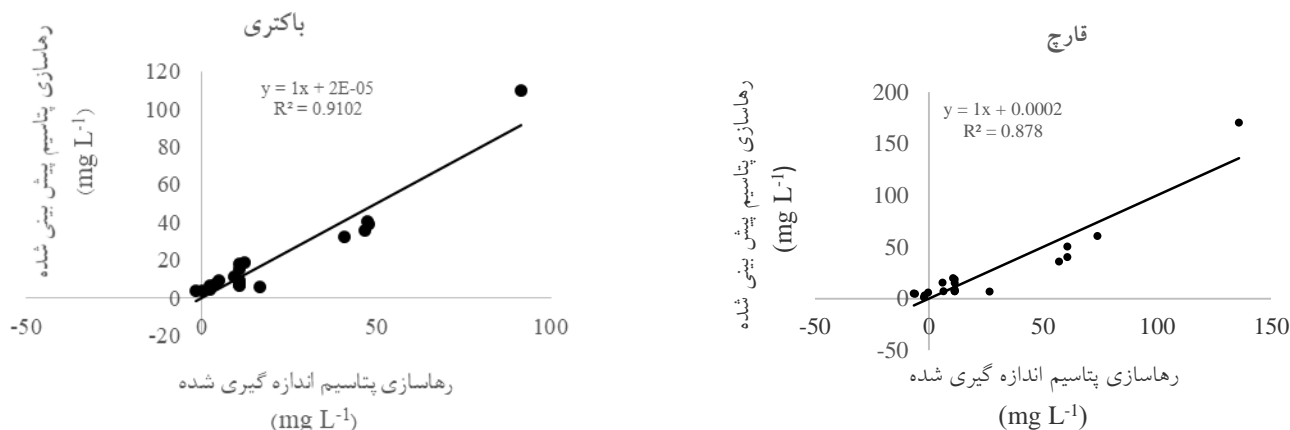 باکتری
رهاسازی پتاسیم پیش بینی شده
(mg L-1)
y = 1x + 2E-05
R² = 0.9102
120
100
80
60
40
20
0
-20
-50
0
50
100
رهاسازی پتاسیم اندازه گیری شده
(mg L-1)
قارچ
رهاسازی پتاسیم پیش بینی شده
(mg L-1)
y = 1x + 0.0002
R² = 0.878
200
150
100
50
0
-50
-50
0
50
100
150
رهاسازی پتاسیم اندازه گیری شده
(mg L-1)